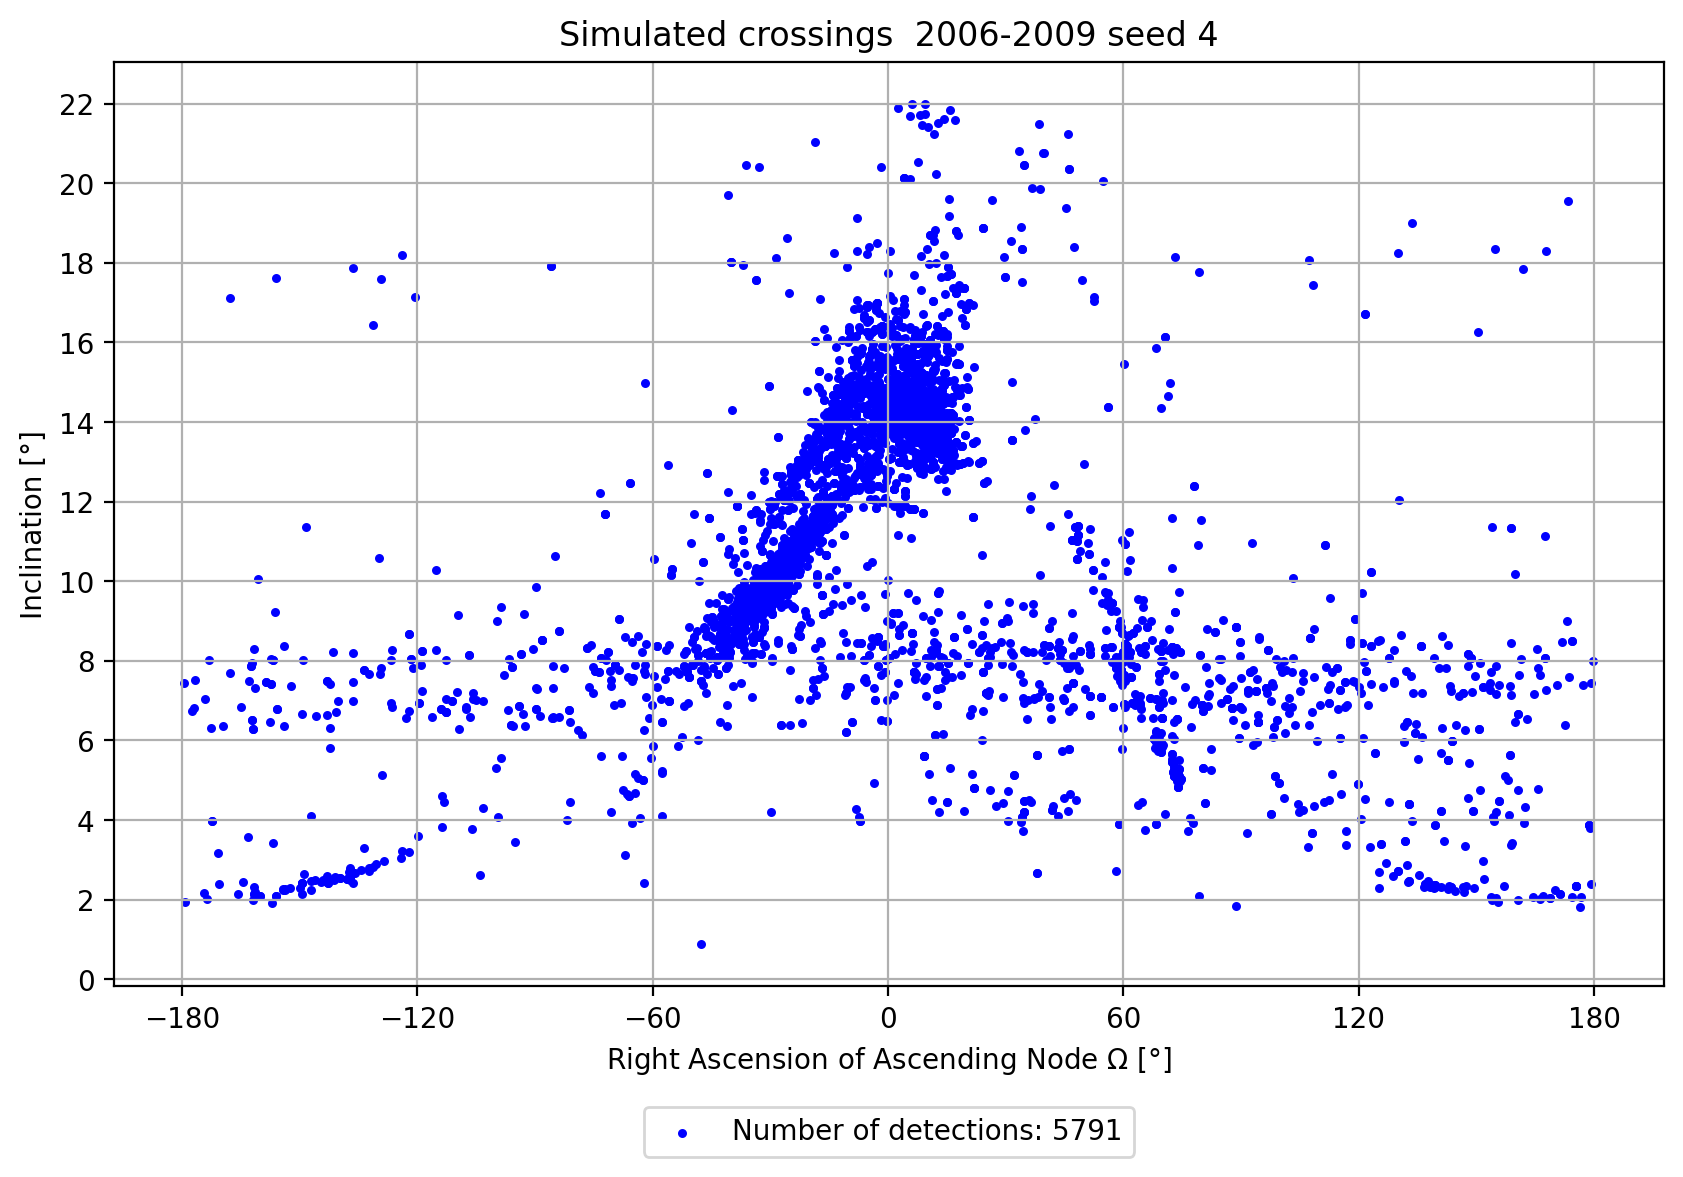 Simulated crossings  2006-2009 seed 4
22
20
18
16
14
12
10
8
6
4
2
0
Inclination [°]
−180 −120 −60 0 60 120 180
Right Ascension of Ascending Node Ω [°]
Number of detections: 5791